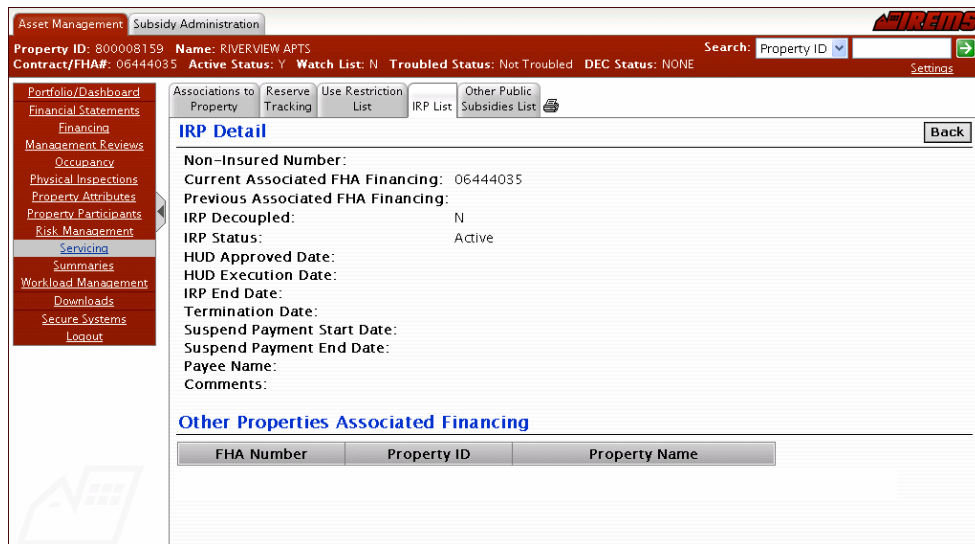 Asset Management Subsidy Administration
iREMS
Property ID: 800008159 Name: RIVERVIEW APTS
Search: Property ID
Contract/FHA#: 06444035 Active Status: Y Watch List: N Troubled Status: Not Troubled DEC Status: NONE
Settings
Portfolio/Dashboard
Financial Statements
Financing
Management Reviews
Occupancy
Physical Inspections
Property Attributes
Property Participants
Risk Management
Servicing
Summaries
Workload Management
Downloads
Secure Systems
Logout
Associations to Property
Reserve Tracking
Use Restriction List
IRP List
Other Public Subsidies List
IRP Detail
Back
Non-Insured Number:
Current Associated FHA Financing: 06444035
Previous Associated FHA Financing:
IRP Decoupled: N
IRP Status: Active
HUD Approved Date:
HUD Execution Date:
IRP End Date:
Termination Date:
Suspend Payment Start Date:
Suspend Payment End Date:
Payee Name:
Comments:
Other Properties Associated Financing
FHA Number Property ID Property Name